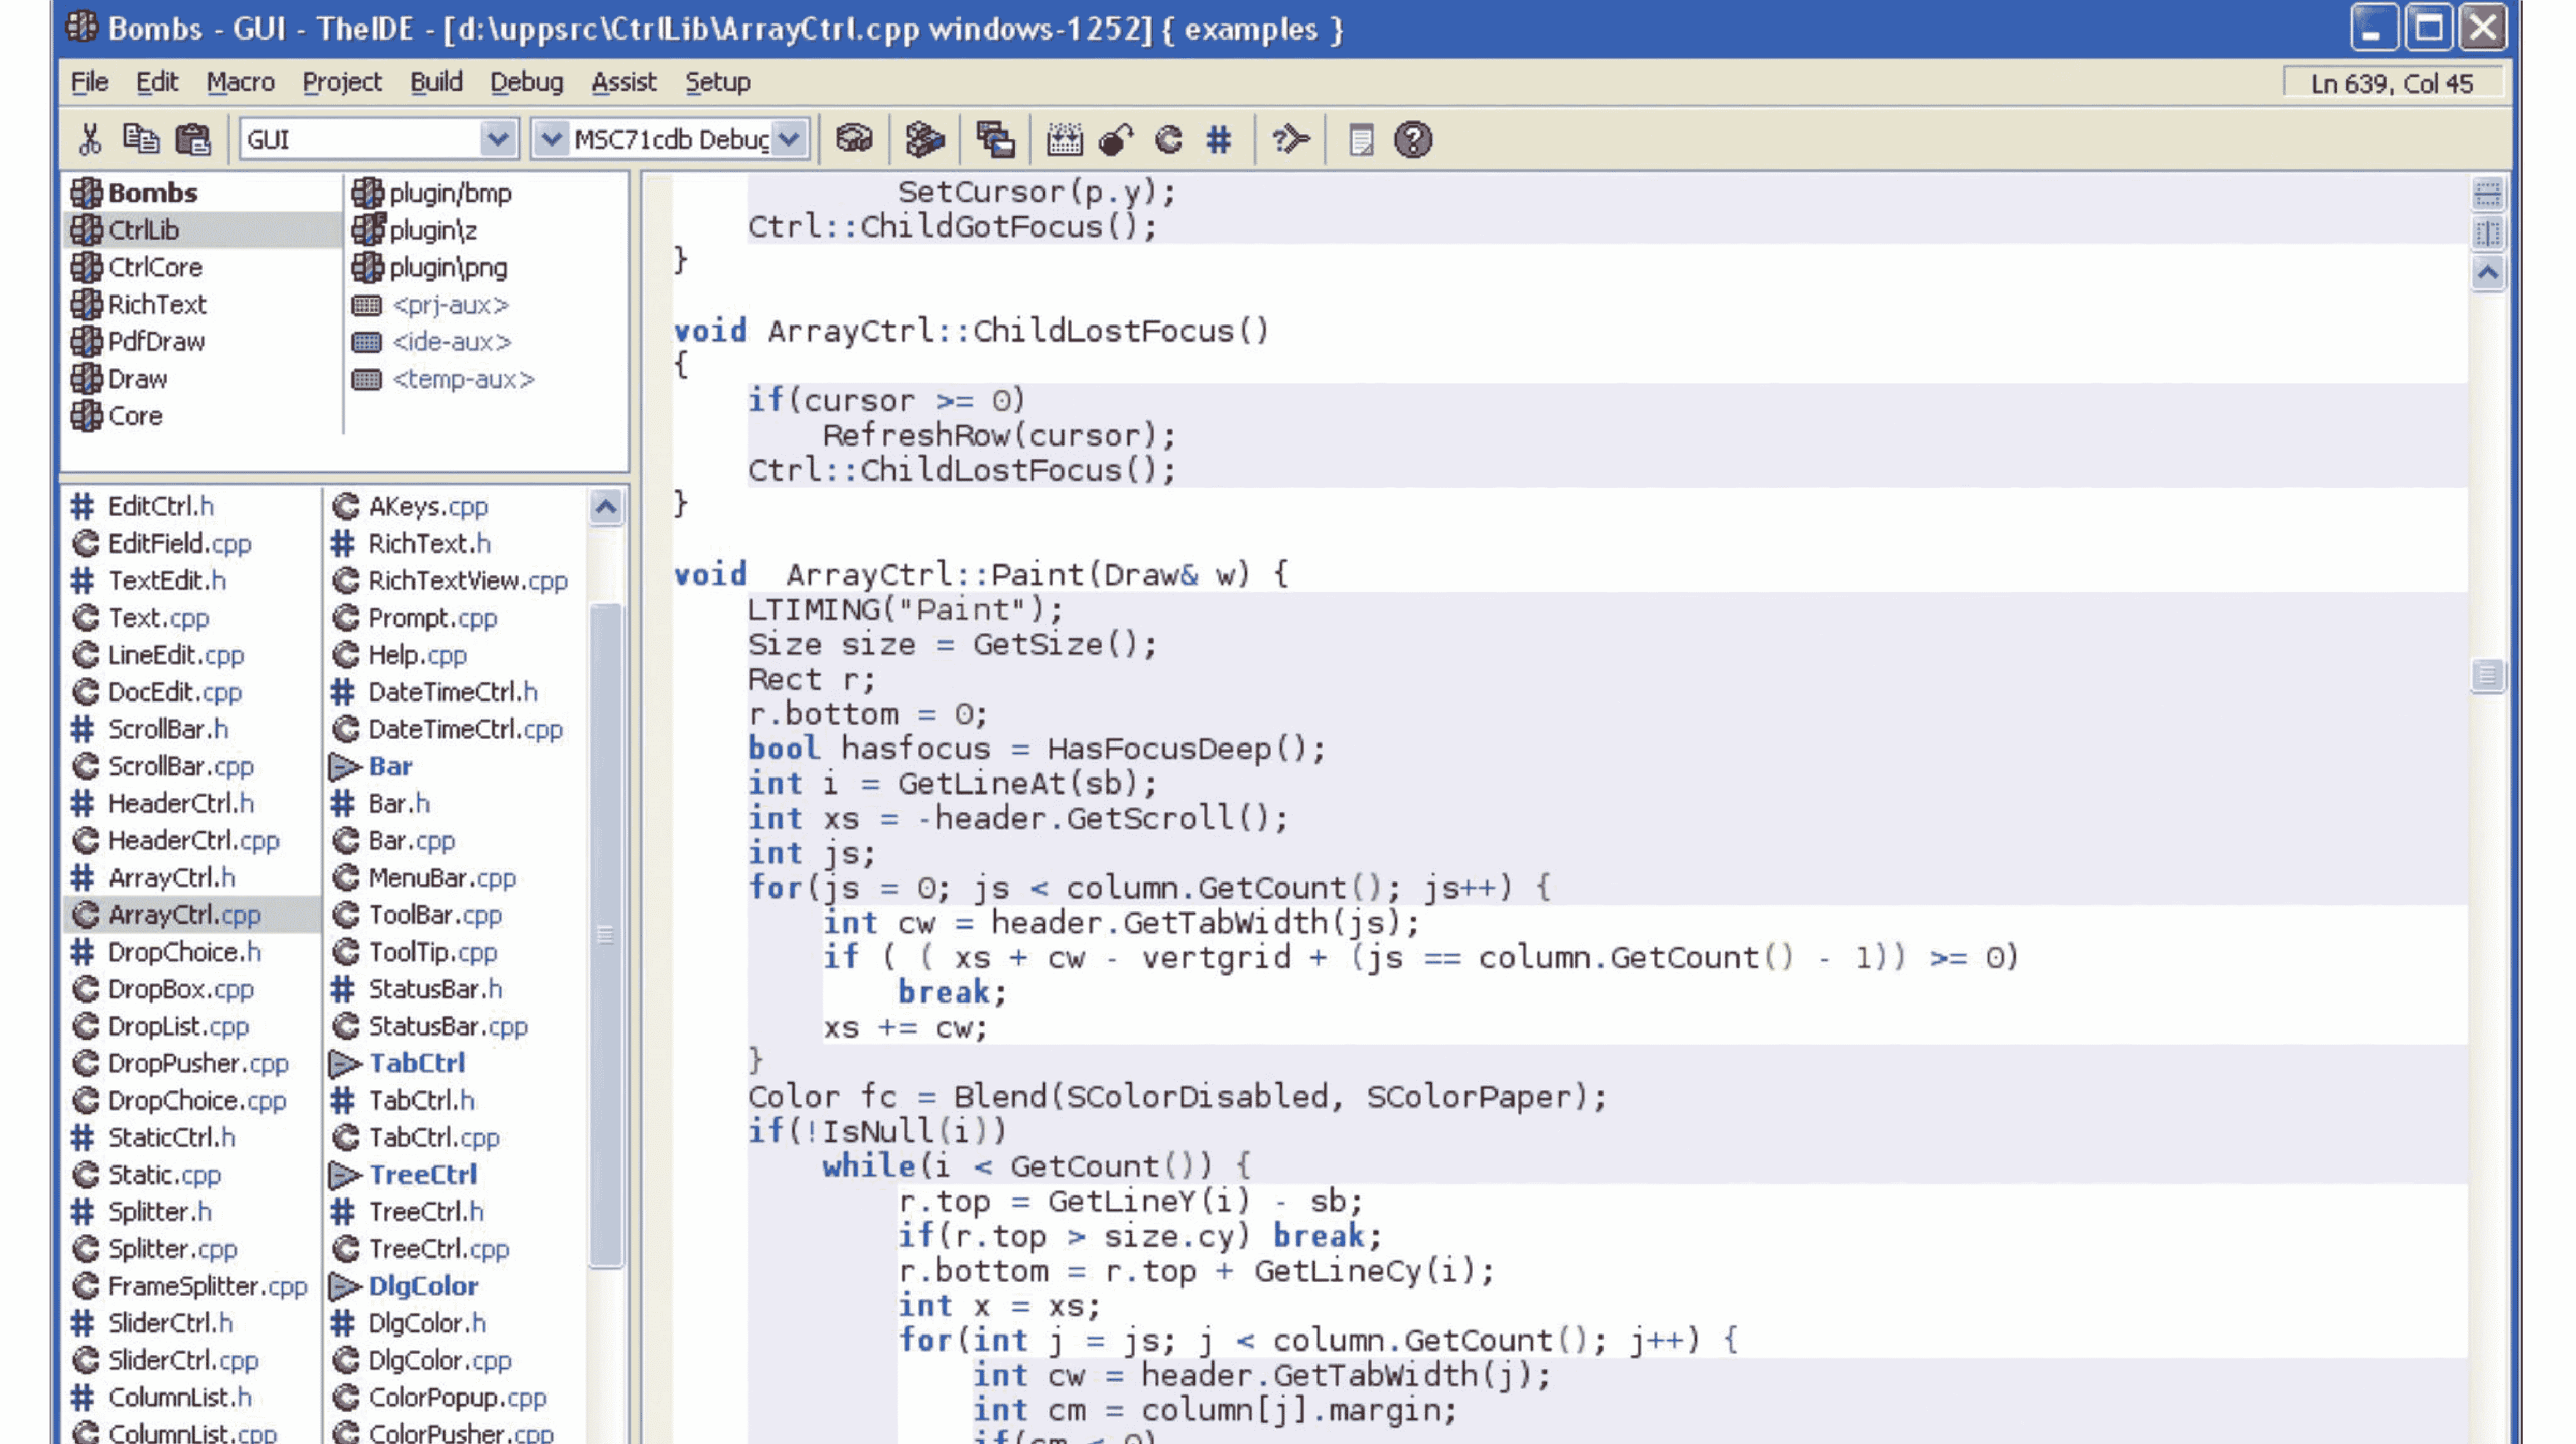 Bombs - GUI - TheIDE - [d:\uppsrc\CtrlLib\ArrayCtrl.cpp windows-1252] { examples }
File Edit Macro Project Build Debug Assist Setup
Ln 639, Col 45
GUI
MSC71cdb Debug
Bombs
CtrlLib
CtrlCore
RichText
PdfDraw
Draw
Core
plugin/bmp
plugin\z
plugin\png
<prj-aux>
<ide-aux>
<temp-aux>
# EditCtrl.h
EditField.cpp
# TextEdit.h
Text.cpp
LineEdit.cpp
DocEdit.cpp
# ScrollBar.h
ScrollBar.cpp
# HeaderCtrl.h
HeaderCtrl.cpp
# ArrayCtrl.h
ArrayCtrl.cpp
# DropChoice.h
DropBox.cpp
DropList.cpp
DropPusher.cpp
DropChoice.cpp
# StaticCtrl.h
Static.cpp
# Splitter.h
Splitter.cpp
FrameSplitter.cpp
# SliderCtrl.h
SliderCtrl.cpp
# ColumnList.h
ColumnList.cpp
AKeys.cpp
# RichText.h
RichTextView.cpp
Prompt.cpp
Help.cpp
# DateTimeCtrl.h
DateTimeCtrl.cpp
Bar
# Bar.h
Bar.cpp
MenuBar.cpp
ToolBar.cpp
ToolTip.cpp
# StatusBar.h
StatusBar.cpp
TabCtrl
# TabCtrl.h
TabCtrl.cpp
TreeCtrl
# TreeCtrl.h
TreeCtrl.cpp
DlgColor
# DlgColor.h
DlgColor.cpp
ColorPopup.cpp
ColorPusher.cpp
SetCursor(p.y);
Ctrl::ChildGotFocus();
}
void ArrayCtrl::ChildLostFocus()
{
if(cursor >= 0)
RefreshRow(cursor);
Ctrl::ChildLostFocus();
}
void  ArrayCtrl::Paint(Draw& w) {
LTIMING("Paint");
Size size = GetSize();
Rect r;
r.bottom = 0;
bool hasfocus = HasFocusDeep();
int i = GetLineAt(sb);
int xs = -header.GetScroll();
int js;
for(js = 0; js < column.GetCount(); js++) {
int cw = header.GetTabWidth(js);
if ( ( xs + cw - vertgrid + (js == column.GetCount() - 1)) >= 0)
break;
xs += cw;
}
Color fc = Blend(SColorDisabled, SColorPaper);
if(!IsNull(i))
while(i < GetCount()) {
r.top = GetLineY(i) - sb;
if(r.top > size.cy) break;
r.bottom = r.top + GetLineCy(i);
int x = xs;
for(int j = js; j < column.GetCount(); j++) {
int cw = header.GetTabWidth(j);
int cm = column[j].margin;
if(cm < 0)